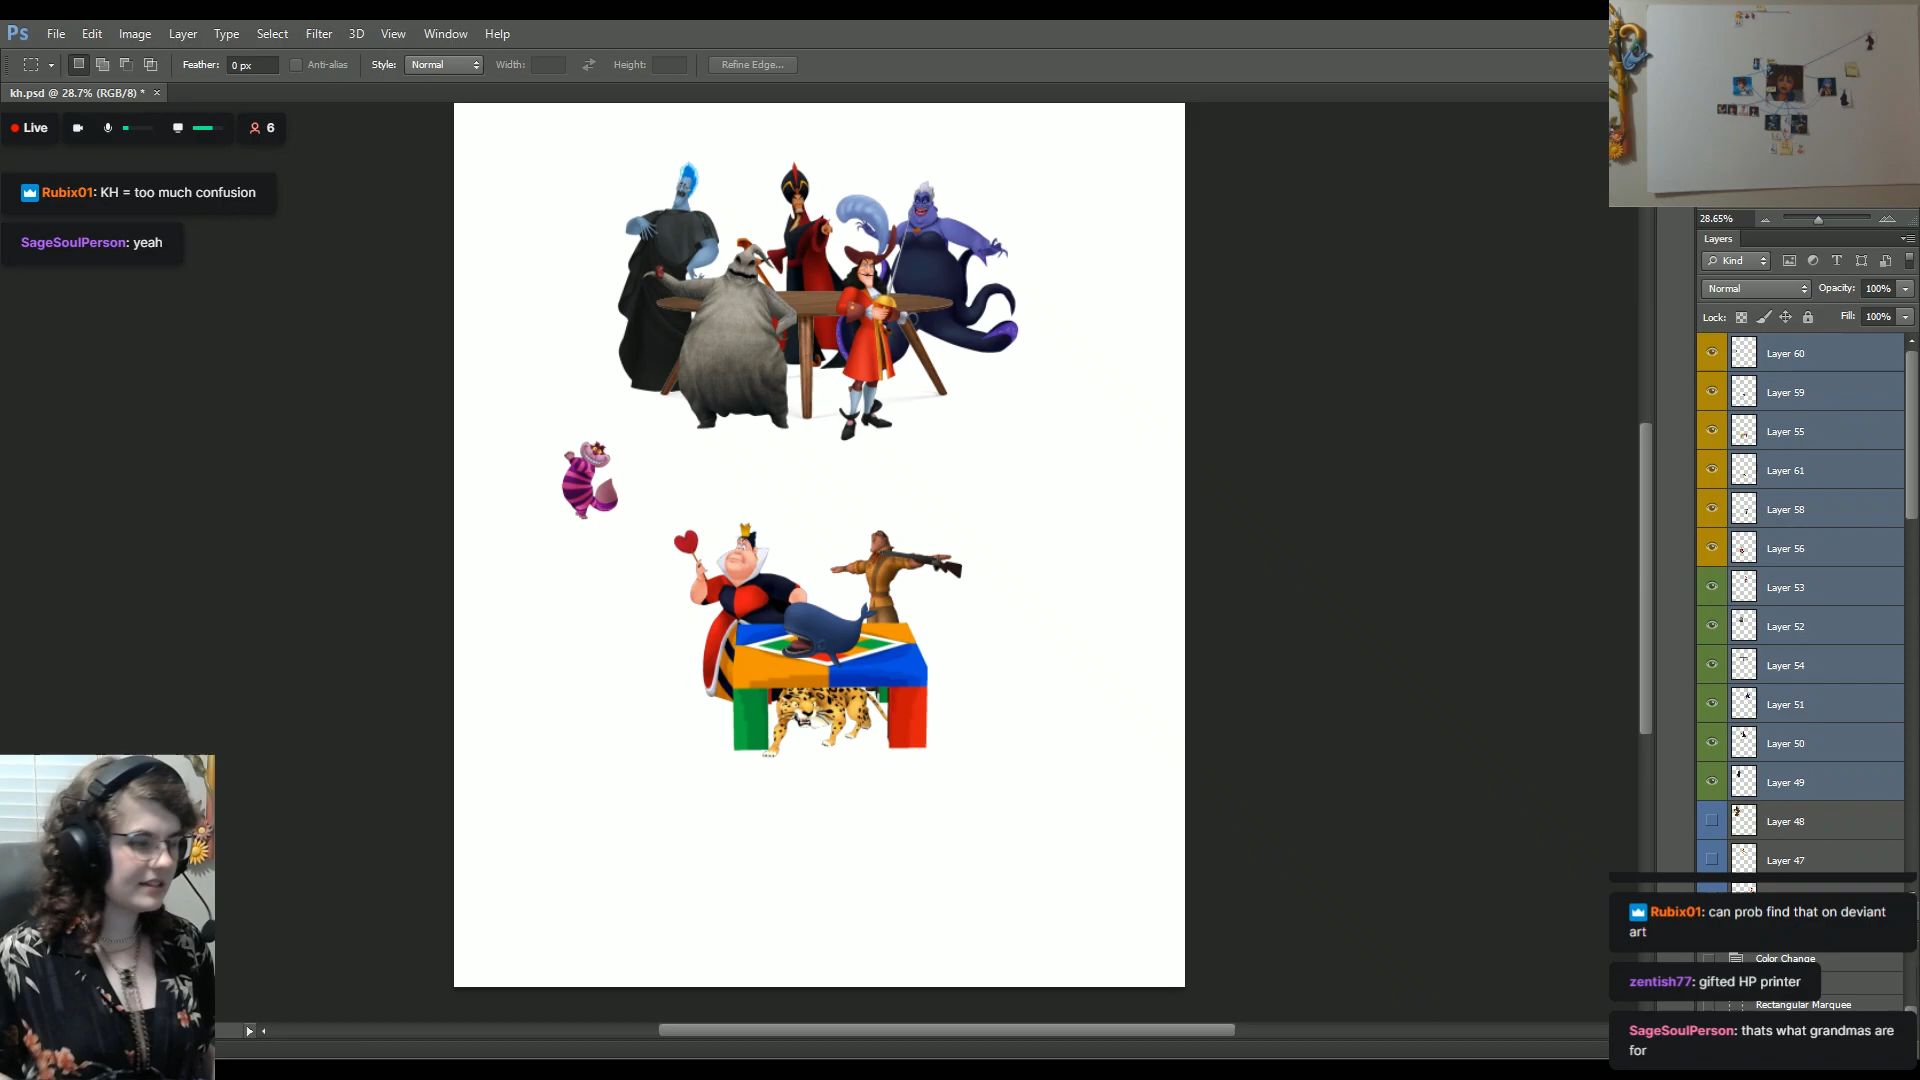 Ps File Edit Image Layer Type Select Filter 3D View Window Help
Feather: 0 px Anti-alias Style: Normal Width: Height: Refine Edge...
kh.psd @ 28.7% (RGB/8) * ×
Live 6
Rubix01: KH = too much confusion
SageSoulPerson: yeah
28.65%
Layers
Kind
Normal Opacity: 100%
Lock: Fill: 100%
Layer 60
Layer 59
Layer 55
Layer 61
Layer 58
Layer 56
Layer 53
Layer 52
Layer 54
Layer 51
Layer 50
Layer 49
Layer 48
Layer 47
Rubix01: can prob find that on deviant
art
Color Change
zentish77: gifted HP printer
Rectangular Marquee
SageSoulPerson: thats what grandmas are
for